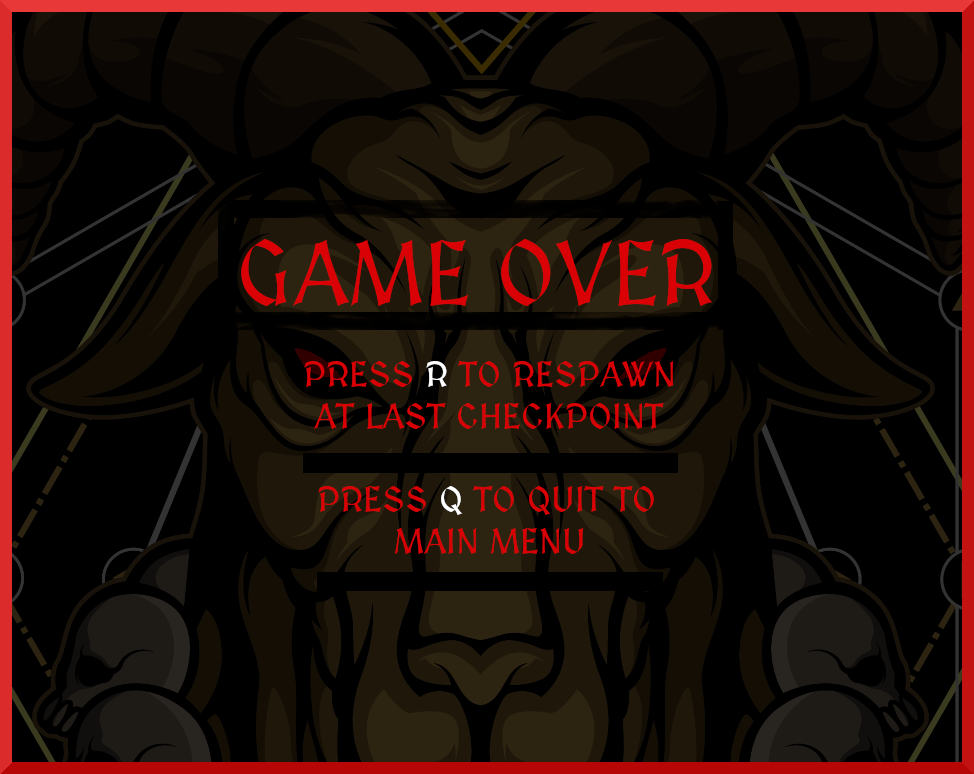 GAME OVER
PRESS R TO RESPAWN
AT LAST CHECKPOINT
PRESS Q TO QUIT TO
MAIN MENU